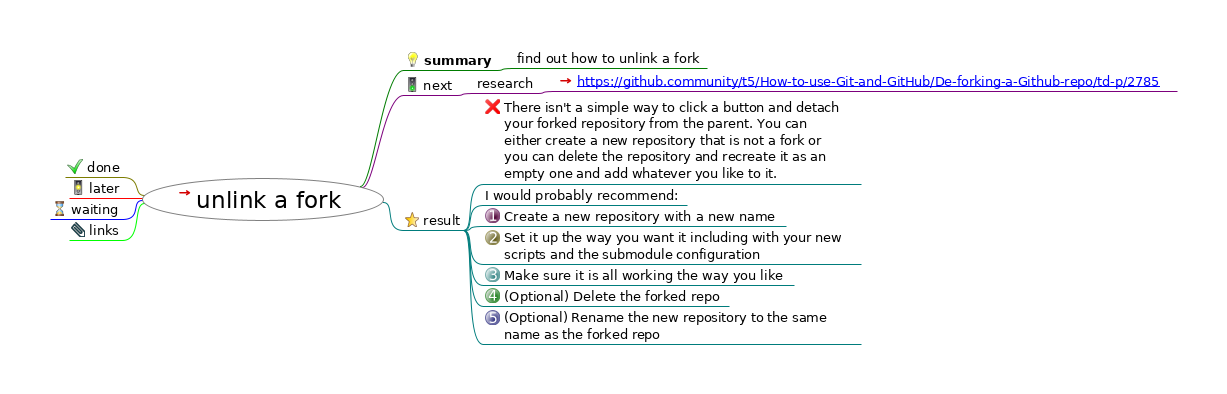 unlink a fork
summary
find out how to unlink a fork
next
research
https://github.community/t5/How-to-use-Git-and-GitHub/De-forking-a-Github-repo/td-p/2785
result
There isn't a simple way to click a button and detach
your forked repository from the parent. You can
either create a new repository that is not a fork or
you can delete the repository and recreate it as an
empty one and add whatever you like to it.
I would probably recommend:
1 Create a new repository with a new name
2 Set it up the way you want it including with your new
scripts and the submodule configuration
3 Make sure it is all working the way you like
4 (Optional) Delete the forked repo
5 (Optional) Rename the new repository to the same
name as the forked repo
done
later
waiting
links